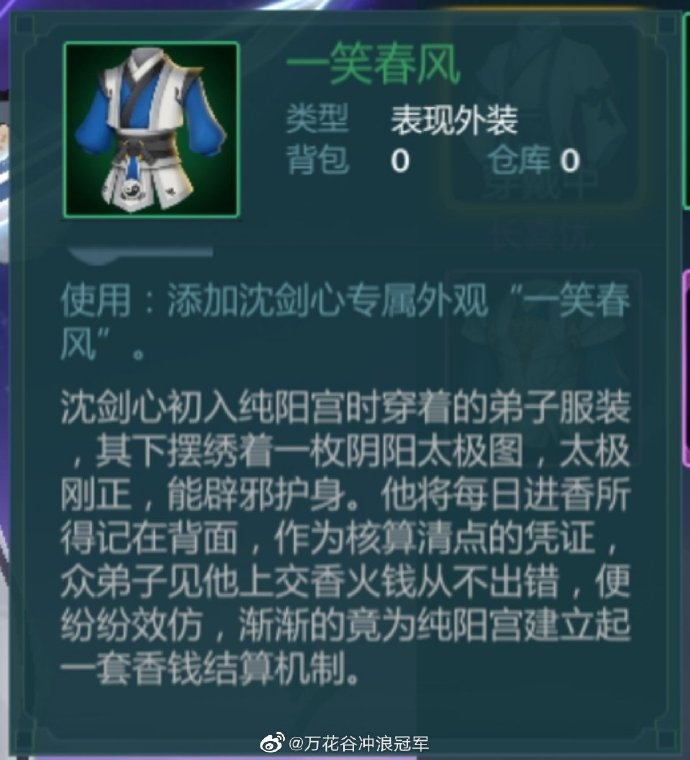 一笑春风
类型 表现外装
背包 0 仓库 0
穿戴中
使用：添加沈剑心专属外观“一笑春
风”。
沈剑心初入纯阳宫时穿着的弟子服装
，其下摆绣着一枚阴阳太极图，太极
刚正，能辟邪护身。他将每日进香所
得记在背面，作为核算清点的凭证，
众弟子见他上交香火钱从不出错，便
纷纷效仿，渐渐的竟为纯阳宫建立起
一套香钱结算机制。
@万花谷冲浪冠军